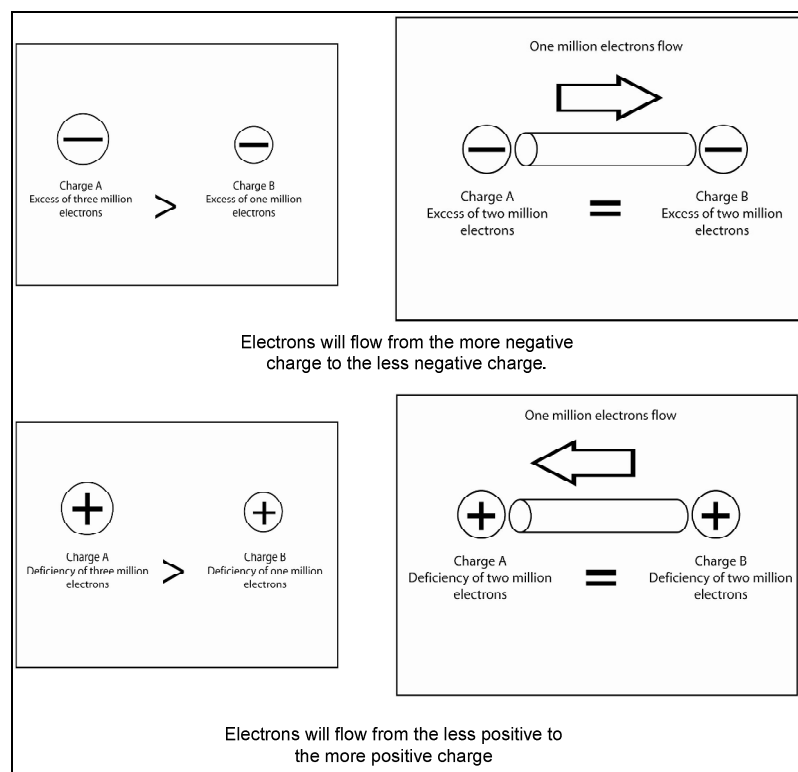 Charge A
Excess of three million
electrons
>
Charge B
Excess of one million
electrons
One million electrons flow
Charge A
Excess of two million
electrons
=
Charge B
Excess of two million
electrons
Electrons will flow from the more negative
charge to the less negative charge.
Charge A
Deficiency of three million
electrons
>
Charge B
Deficiency of one million
electrons
One million electrons flow
Charge A
Deficiency of two million
electrons
=
Charge B
Deficiency of two million
electrons
Electrons will flow from the less positive to
the more positive charge